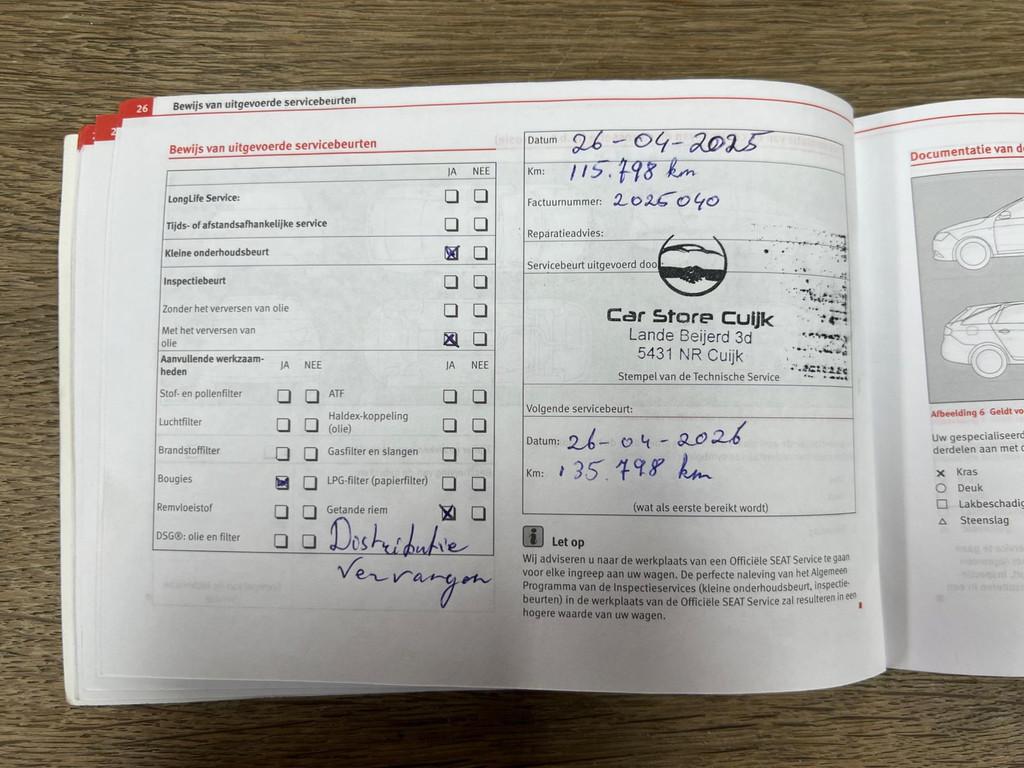 26
Bewijs van uitgevoerde servicebeurten
2
Bewijs van uitgevoerde servicebeurten
JA NEE
LongLife Service:
Tijds- of afstandsafhankelijke service
Kleine onderhoudsbeurt
Inspectiebeurt
Zonder het verversen van olie
Met het verversen van
olie
Aanvullende werkzaam-
heden
JA NEE JA NEE
Stof- en pollenfilter ATF
Luchtfilter Haldex-koppeling
(olie)
Brandstoffilter Gasfilter en slangen
Bougies LPG-filter (papierfilter)
Remvloeistof Getande riem
DSG®: olie en filter Distributie
vervangen
Datum 26-04-2025
Km: 115.798 km
Factuurnummer: 2025040
Reparatieadvies:
Servicebeurt uitgevoerd doo
Car Store Cuijk
Lande Beijerd 3d
5431 NR Cuijk
Stempel van de Technische Service
Volgende servicebeurt:
Datum: 26-04-2026
Km: 135.798 km
(wat als eerste bereikt wordt)
i Let op
Wij adviseren u naar de werkplaats van een Officiële SEAT Service te gaan
voor elke ingreep aan uw wagen. De perfecte naleving van het Algemeen
Programma van de Inspectieservices (kleine onderhoudsbeurt, inspectie-
beurten) in de werkplaats van de Officiële SEAT Service zal resulteren in een
hogere waarde van uw wagen.
Documentatie van d
Afbeelding 6 Geldt vo
Uw gespecialiseerd
derdelen aan met
Kras
Deuk
Lakbeschadig
Steenslag